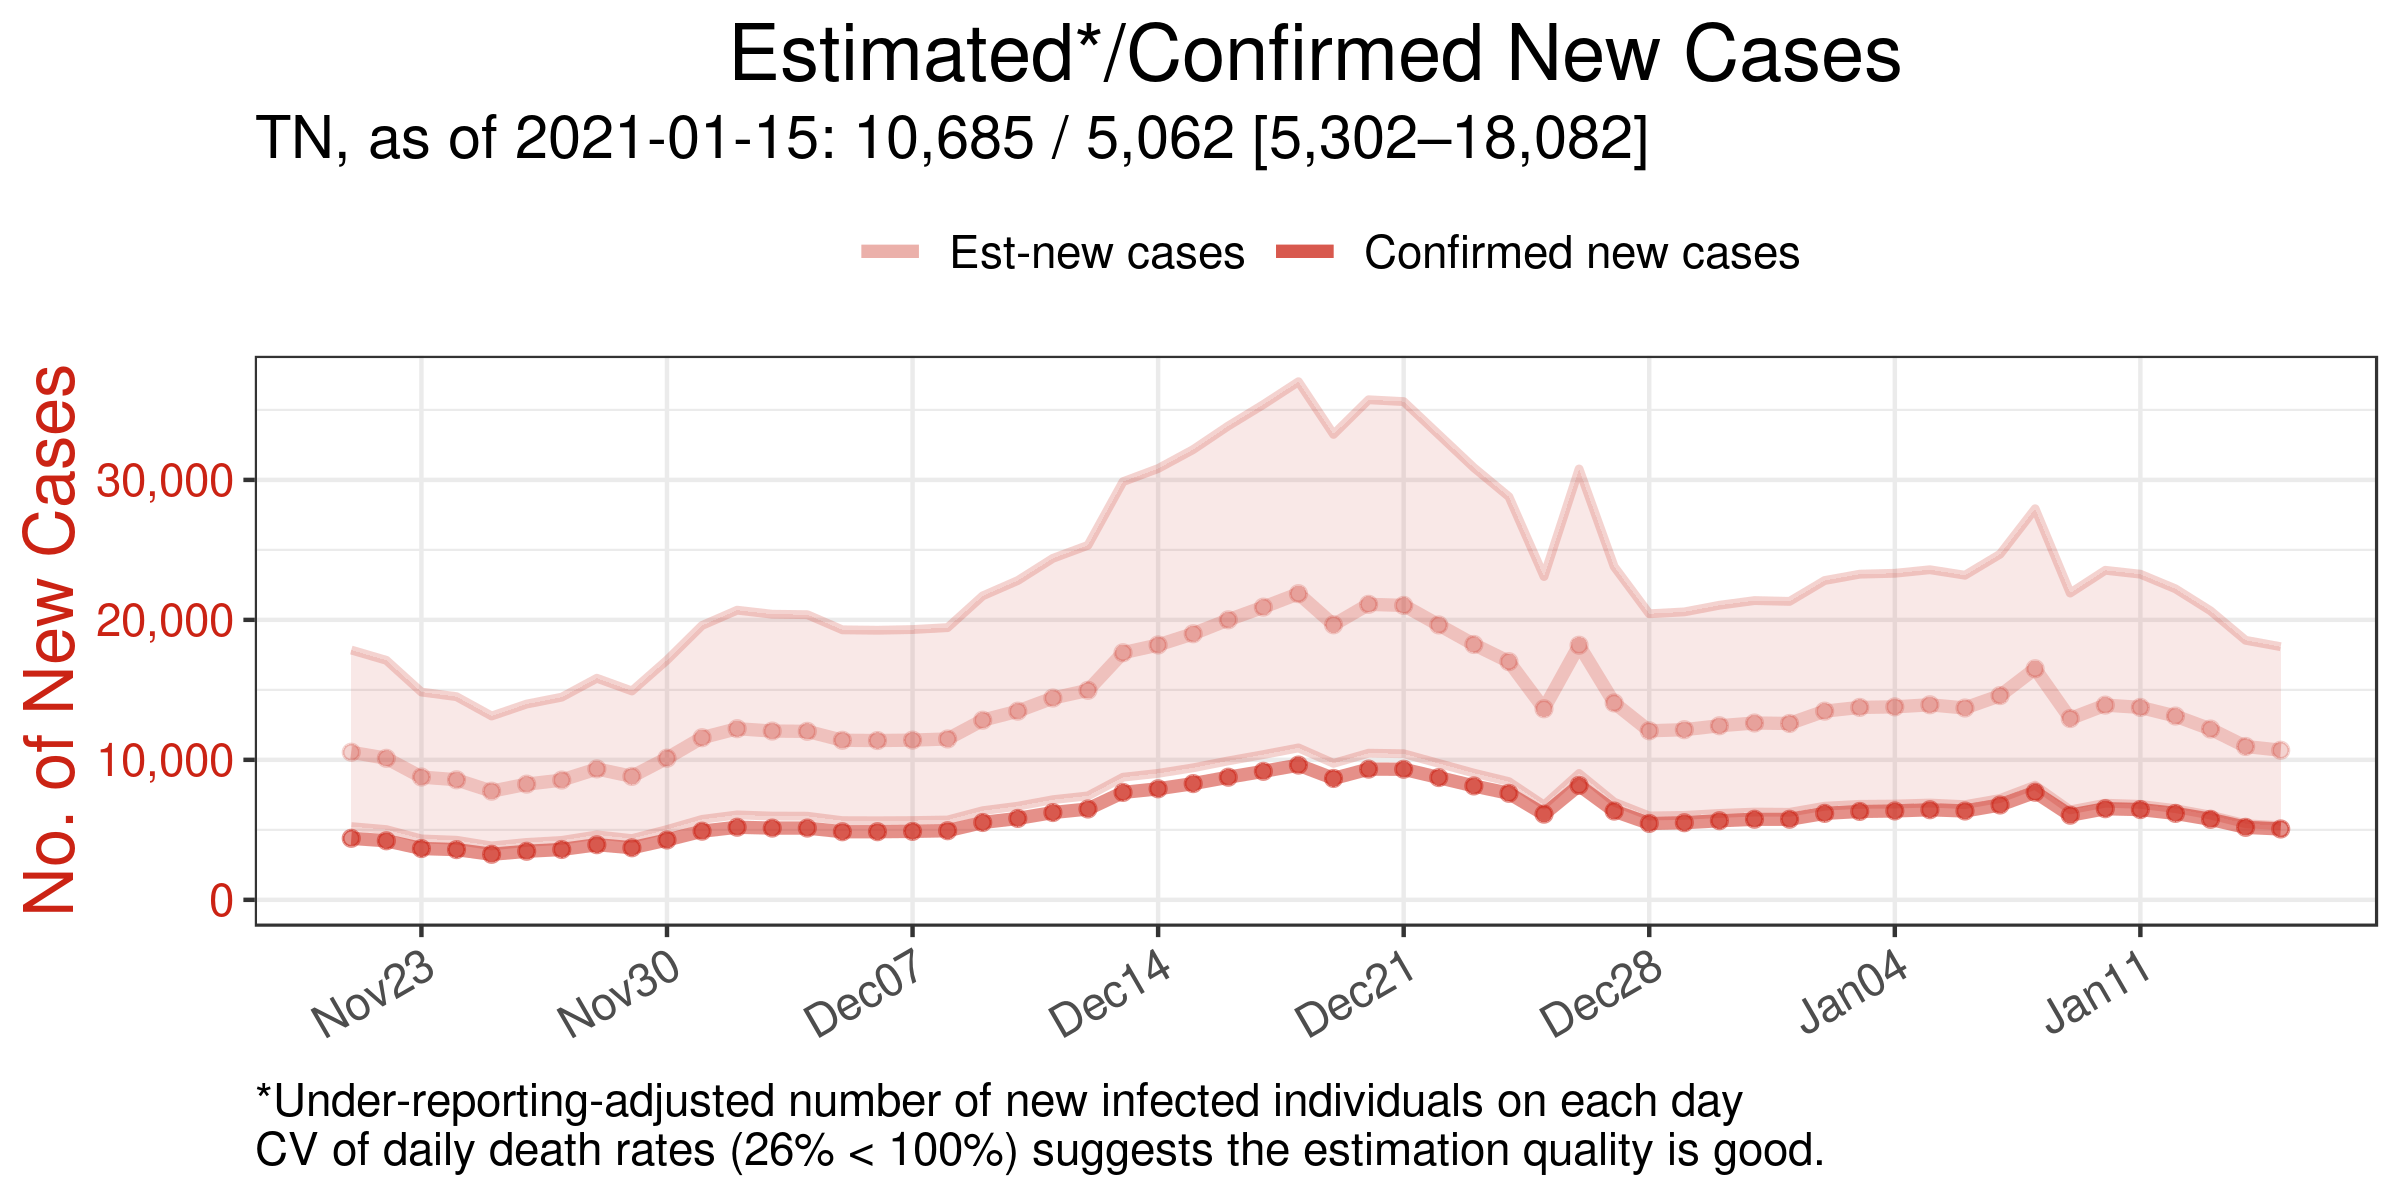 Estimated*/Confirmed New Cases
TN, as of 2021-01-15: 10,685 / 5,062 [5,302–18,082]
Est-new cases
Confirmed new cases
No. of New Cases
30,000
20,000
10,000
0
Nov23
Nov30
Dec07
Dec14
Dec21
Dec28
Jan04
Jan11
*Under-reporting-adjusted number of new infected individuals on each day
CV of daily death rates (26% < 100%) suggests the estimation quality is good.